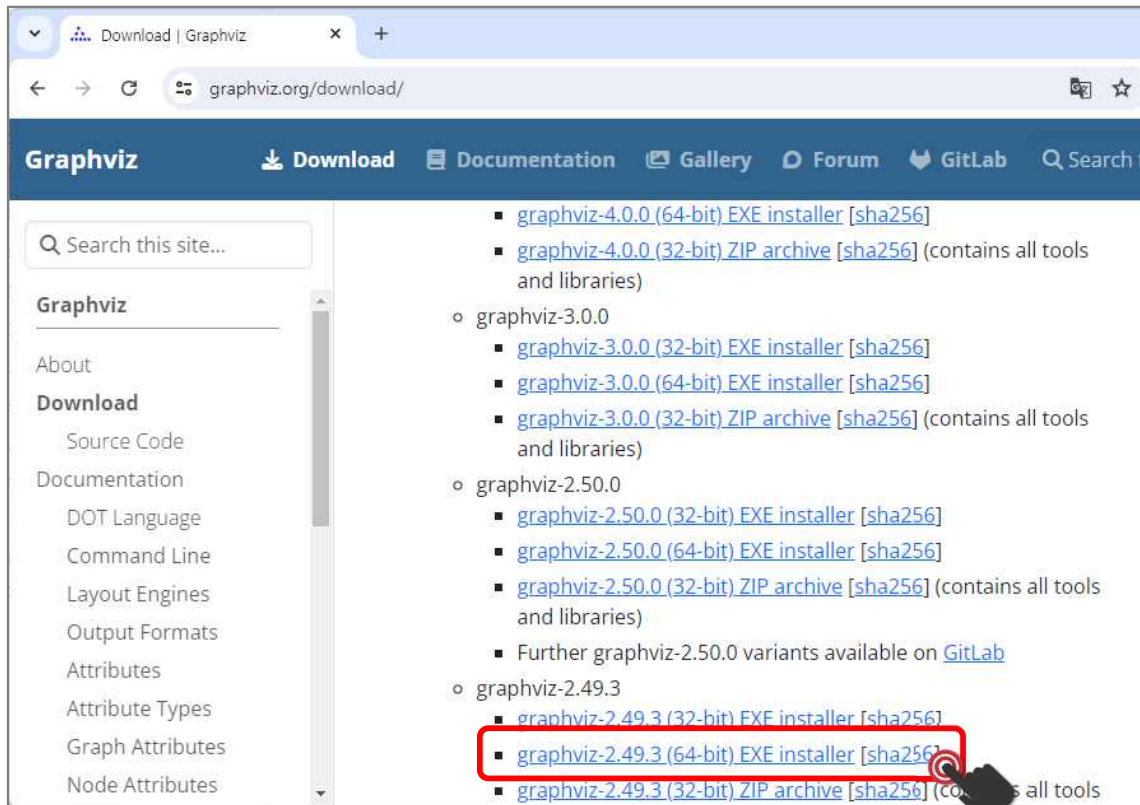 Download | Graphviz
graphviz.org/download/
Graphviz
Download
Documentation
Gallery
Forum
GitLab
Search
Search this site...
Graphviz
About
Download
Source Code
Documentation
DOT Language
Command Line
Layout Engines
Output Formats
Attributes
Attribute Types
Graph Attributes
Node Attributes
graphviz-4.0.0 (64-bit) EXE installer [sha256]
graphviz-4.0.0 (32-bit) ZIP archive [sha256] (contains all tools
and libraries)
graphviz-3.0.0
graphviz-3.0.0 (32-bit) EXE installer [sha256]
graphviz-3.0.0 (64-bit) EXE installer [sha256]
graphviz-3.0.0 (32-bit) ZIP archive [sha256] (contains all tools
and libraries)
graphviz-2.50.0
graphviz-2.50.0 (32-bit) EXE installer [sha256]
graphviz-2.50.0 (64-bit) EXE installer [sha256]
graphviz-2.50.0 (32-bit) ZIP archive [sha256] (contains all tools
and libraries)
Further graphviz-2.50.0 variants available on GitLab
graphviz-2.49.3
graphviz-2.49.3 (32-bit) EXE installer [sha256]
graphviz-2.49.3 (64-bit) EXE installer [sha256]
graphviz-2.49.3 (32-bit) ZIP archive [sha256] all tools